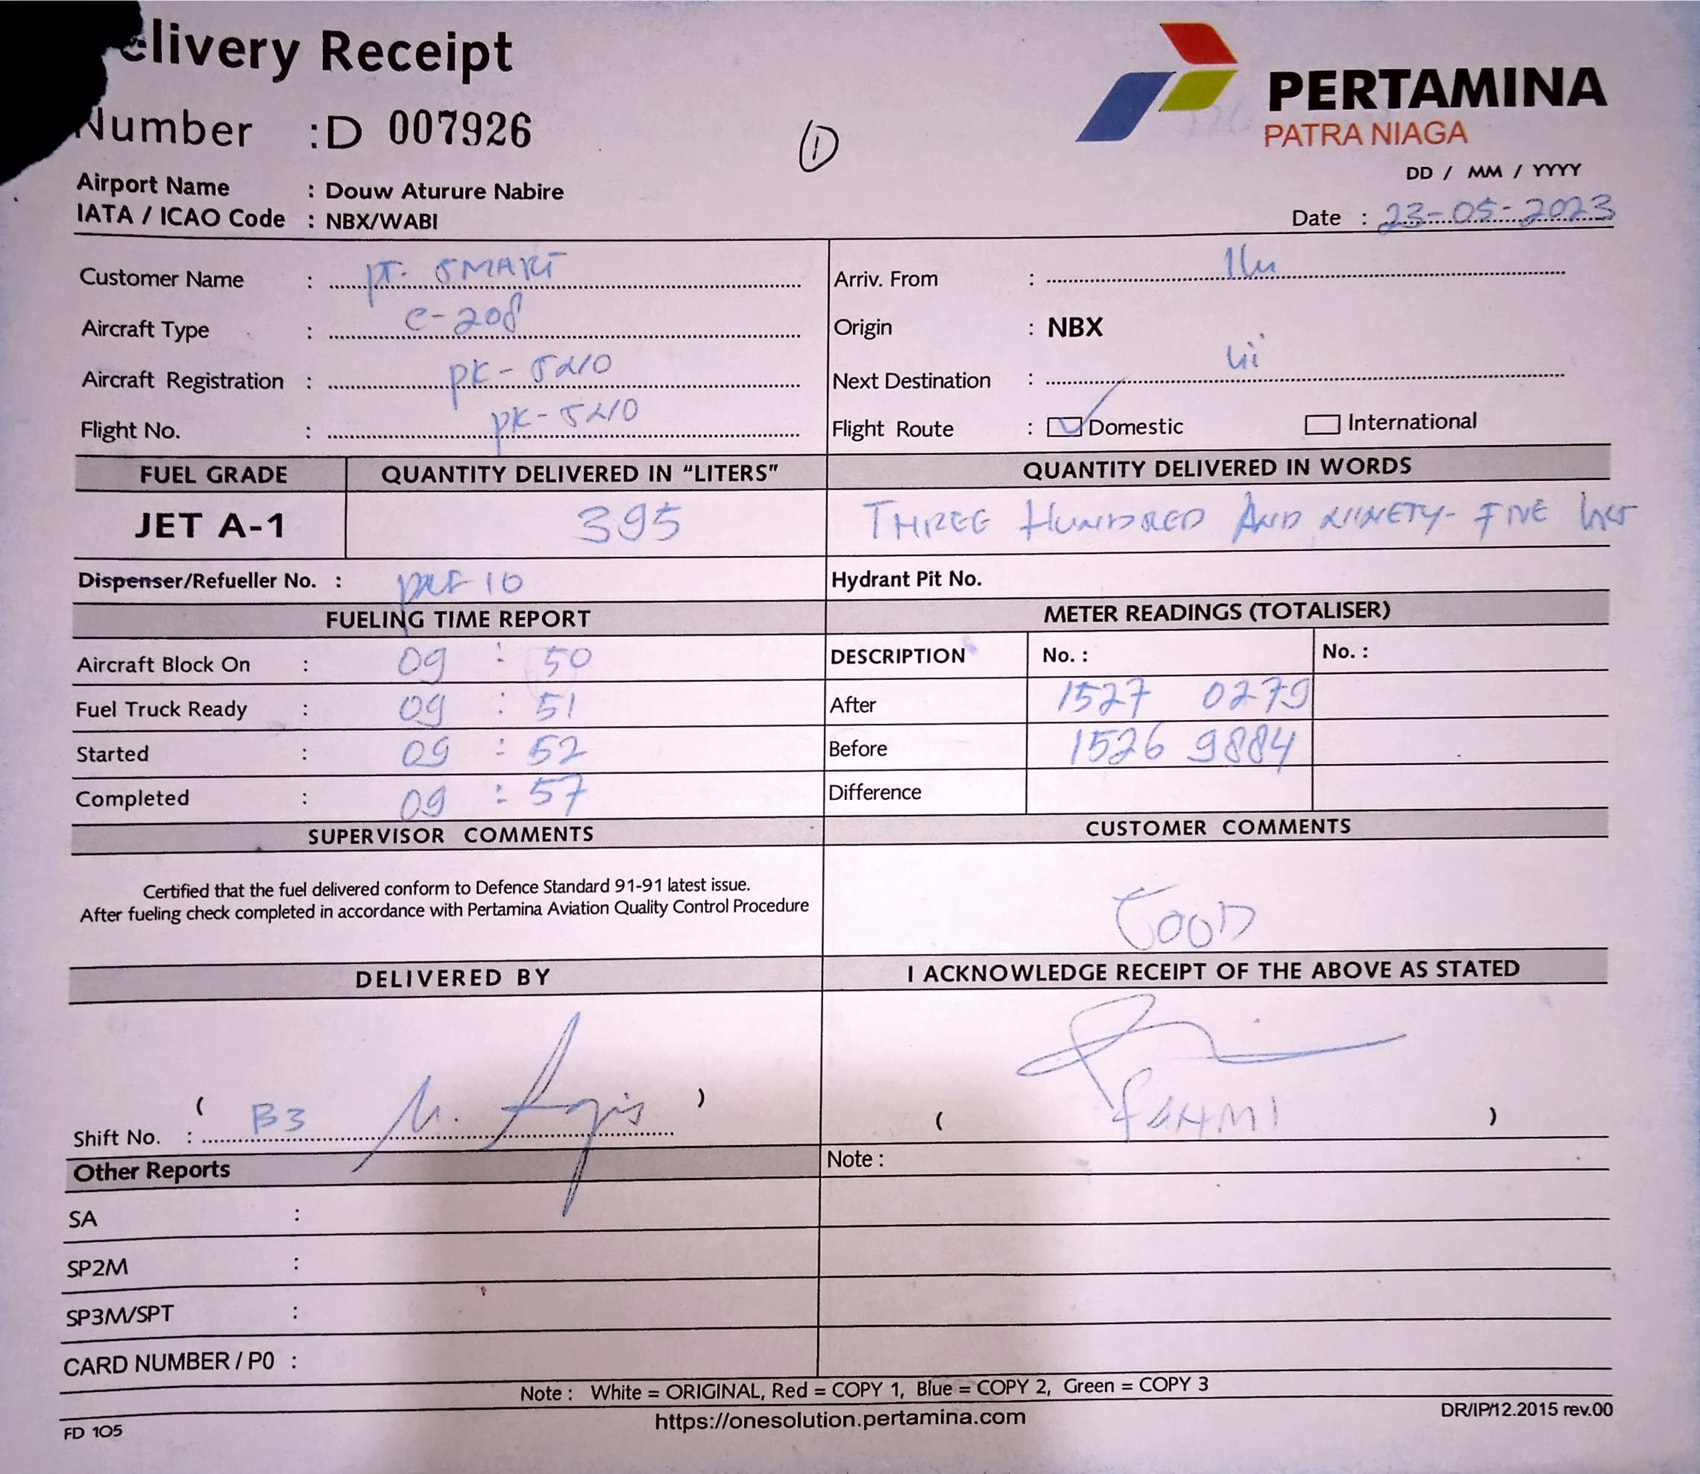 elivery Receipt
Number : D 007926
①
PERTAMINA
PATRA NIAGA
Airport Name : Douw Aturure Nabire
IATA / ICAO Code : NBX/WABI
DD / MM / YYYY
Date : 23-05-2023
Customer Name : PT. SMART
Aircraft Type : C-208
Aircraft Registration : PK-
Flight No. : PK-
Arriv. From :
Origin : NBX
Next Destination :
Flight Route : Domestic International
FUEL GRADE QUANTITY DELIVERED IN “LITERS” QUANTITY DELIVERED IN WORDS
JET A-1 395 THREE HUNDRED AND NINETY-FIVE
Dispenser/Refueller No. : 10 Hydrant Pit No.
FUELING TIME REPORT
Aircraft Block On : 09 : 50
Fuel Truck Ready : 09 : 51
Started : 09 : 52
Completed : 09 : 57
METER READINGS (TOTALISER)
DESCRIPTION No. : No. :
After 1527 0279
Before 1526 9884
Difference
SUPERVISOR COMMENTS
Certified that the fuel delivered conform to Defence Standard 91-91 latest issue.
After fueling check completed in accordance with Pertamina Aviation Quality Control Procedure
CUSTOMER COMMENTS
GOOD
DELIVERED BY
( )
Shift No. : B3
I ACKNOWLEDGE RECEIPT OF THE ABOVE AS STATED
( FAHMI )
Other Reports
SA :
SP2M :
SP3M/SPT :
CARD NUMBER / P0 :
Note :
Note : White = ORIGINAL, Red = COPY 1, Blue = COPY 2, Green = COPY 3
https://onesolution.pertamina.com
FD 105
DR/IP/12.2015 rev.00